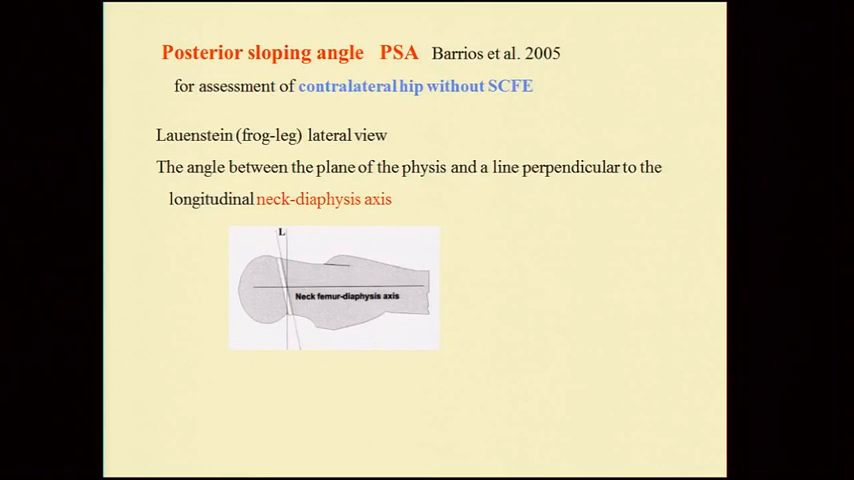 Posterior sloping angle PSA Barrios et al. 2005
for assessment of contralateral hip without SCFE
Lauenstein (frog-leg) lateral view
The angle between the plane of the physis and a line perpendicular to the
longitudinal neck-diaphysis axis
L
Neck femur-diaphysis axis